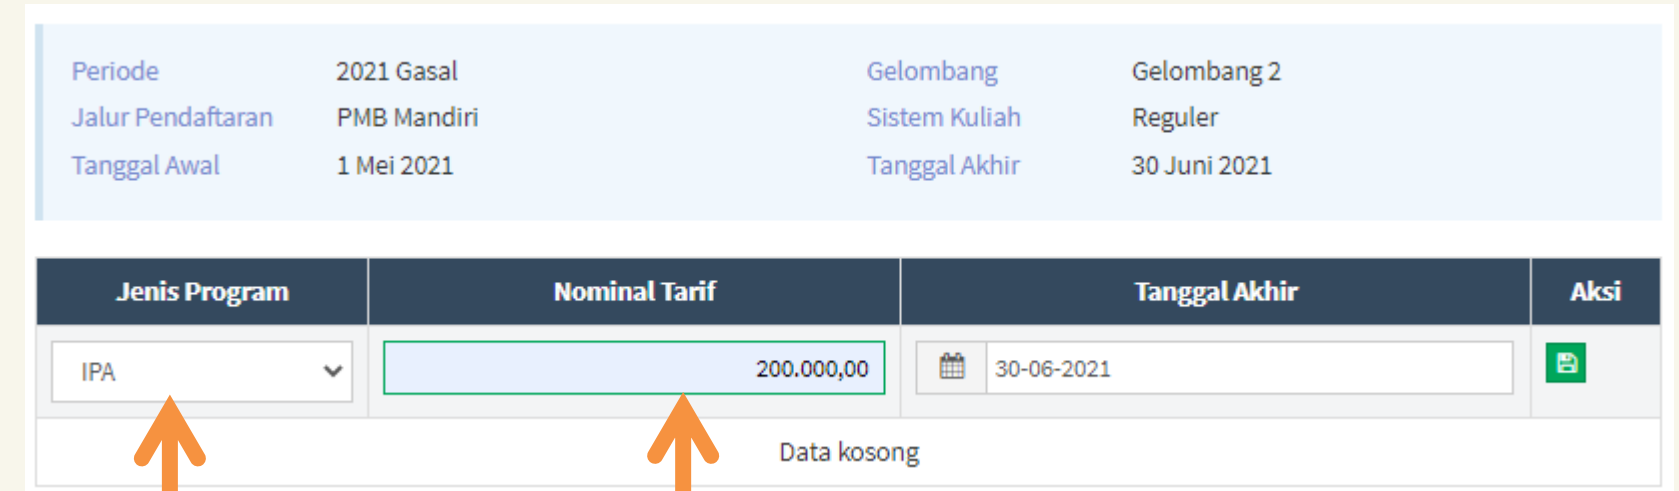 Periode 2021 Gasal Gelombang Gelombang 2
Jalur Pendaftaran PMB Mandiri Sistem Kuliah Reguler
Tanggal Awal 1 Mei 2021 Tanggal Akhir 30 Juni 2021
Jenis Program Nominal Tarif Tanggal Akhir Aksi
IPA 200.000,00 30-06-2021
Data kosong